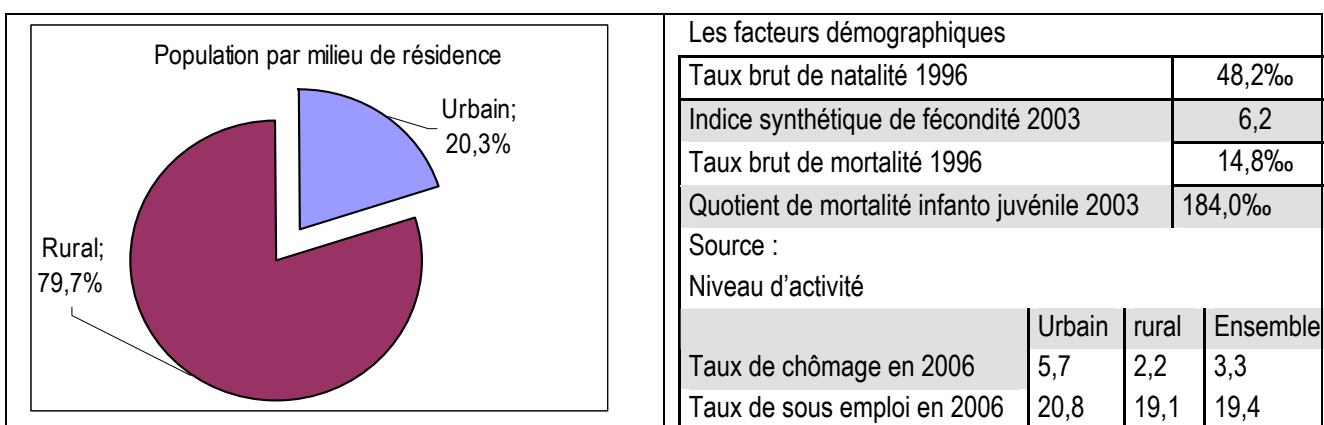 Population par milieu de résidence
Urbain;
20,3%
Rural;
79,7%
Les facteurs démographiques
Taux brut de natalité 1996 48,2‰
Indice synthétique de fécondité 2003 6,2
Taux brut de mortalité 1996 14,8‰
Quotient de mortalité infanto juvénile 2003 184,0‰
Source :
Niveau d’activité
Urbain rural Ensemble
Taux de chômage en 2006 5,7 2,2 3,3
Taux de sous emploi en 2006 20,8 19,1 19,4